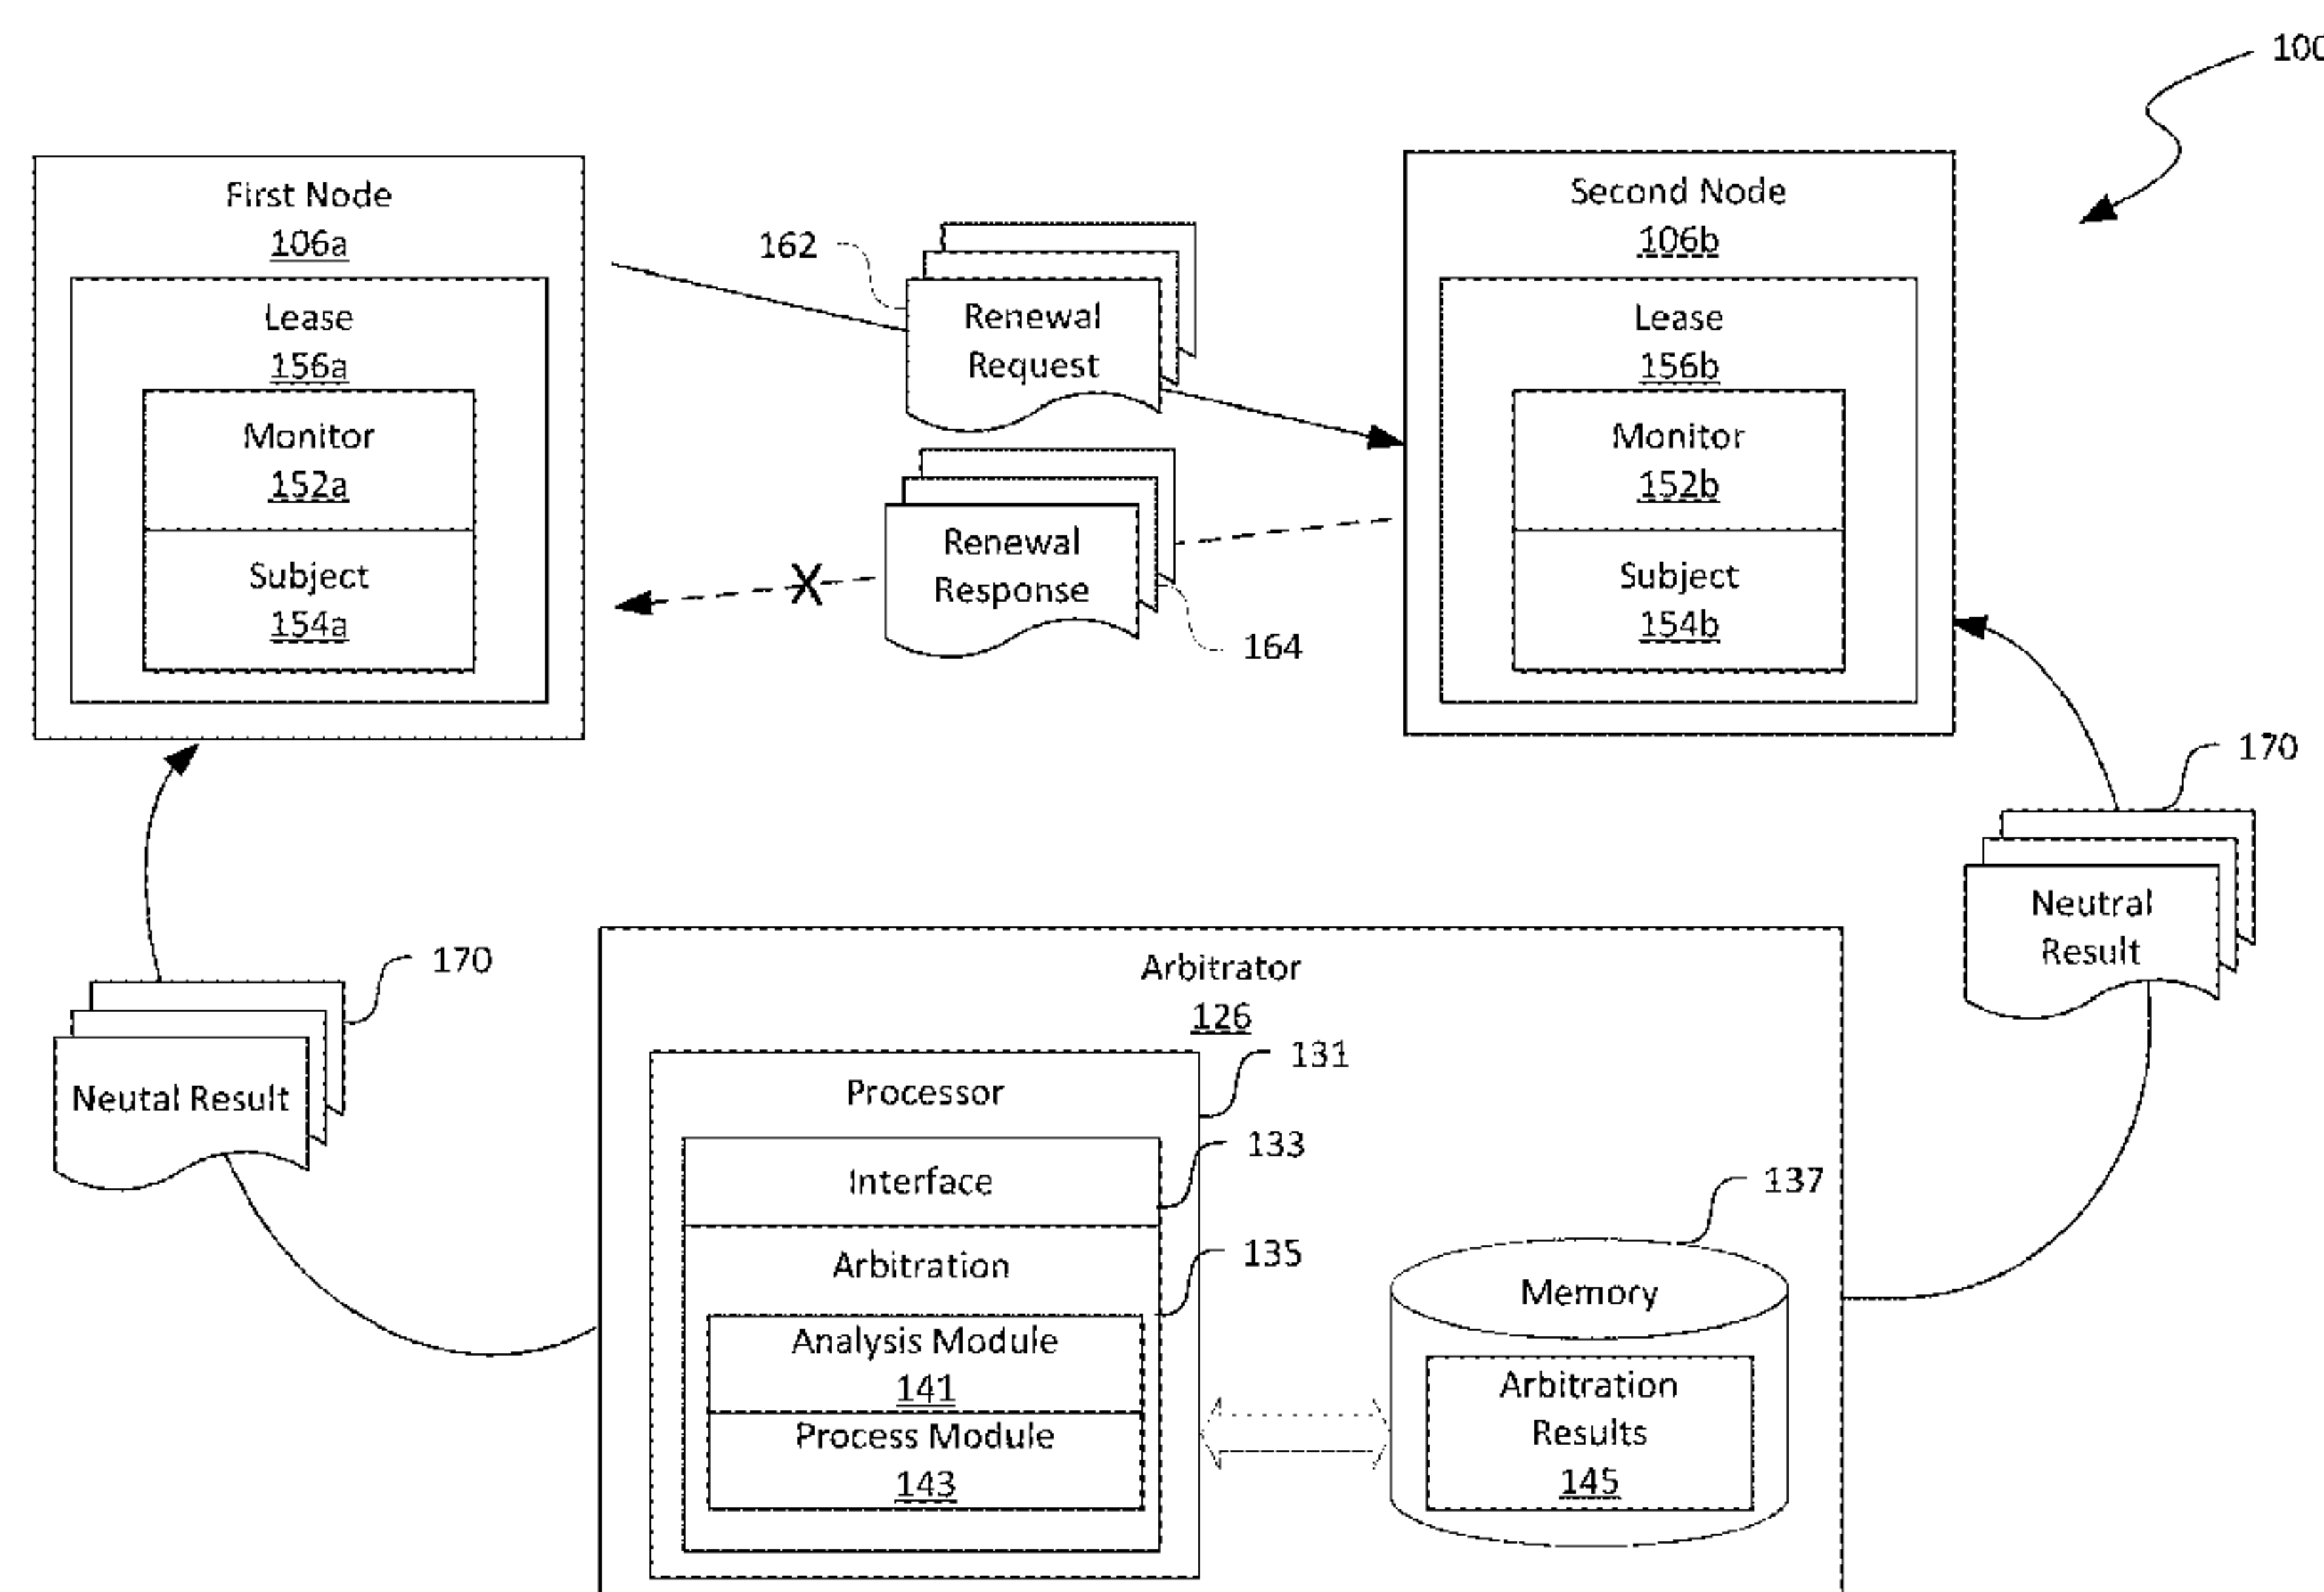 100
First Node
106a
Lease
156a
Monitor
152a
Subject
154a
162
Renewal
Request
Renewal
Response
164
Second Node
106b
Lease
156b
Monitor
152b
Subject
154b
170
Neutral
Result
170
Neutal Result
Arbitrator
126
131
Processor
133
Interface
135
Arbitration
Analysis Module
141
Process Module
143
137
Memory
Arbitration
Results
145
X